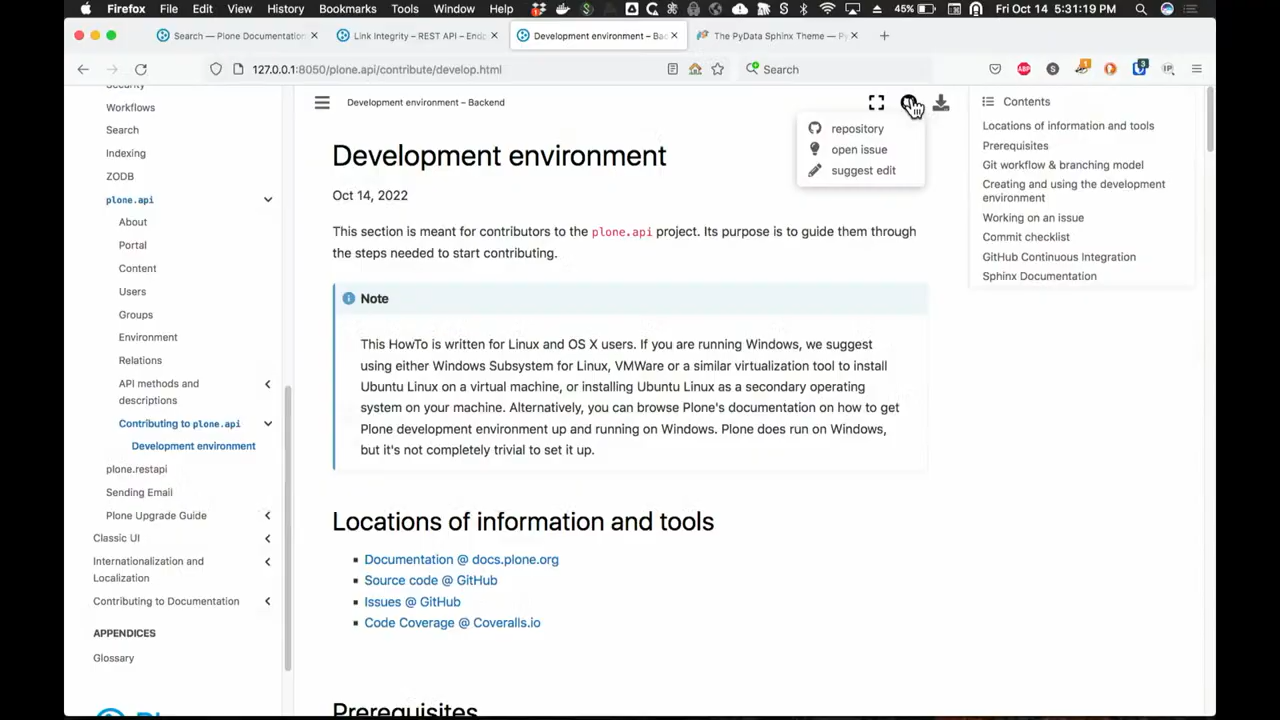 Firefox File Edit View History Bookmarks Tools Window Help 45% Fri Oct 14 5:31:19 PM
Search — Plone Documentation
Link Integrity – REST API – Endp
Development environment – Bac
The PyData Sphinx Theme — Py
127.0.0.1:8050/plone.api/contribute/develop.html
Search
Security
Workflows
Search
Indexing
ZODB
plone.api
About
Portal
Content
Users
Groups
Environment
Relations
API methods and
descriptions
Contributing to plone.api
Development environment
plone.restapi
Sending Email
Plone Upgrade Guide
Classic UI
Internationalization and
Localization
Contributing to Documentation
APPENDICES
Glossary
Development environment – Backend
repository
open issue
suggest edit
Development environment
Oct 14, 2022
This section is meant for contributors to the plone.api project. Its purpose is to guide them through
the steps needed to start contributing.
Note
This HowTo is written for Linux and OS X users. If you are running Windows, we suggest
using either Windows Subsystem for Linux, VMWare or a similar virtualization tool to install
Ubuntu Linux on a virtual machine, or installing Ubuntu Linux as a secondary operating
system on your machine. Alternatively, you can browse Plone's documentation on how to get
Plone development environment up and running on Windows. Plone does run on Windows,
but it's not completely trivial to set it up.
Locations of information and tools
Documentation @ docs.plone.org
Source code @ GitHub
Issues @ GitHub
Code Coverage @ Coveralls.io
Prerequisites
Contents
Locations of information and tools
Prerequisites
Git workflow & branching model
Creating and using the development
environment
Working on an issue
Commit checklist
GitHub Continuous Integration
Sphinx Documentation